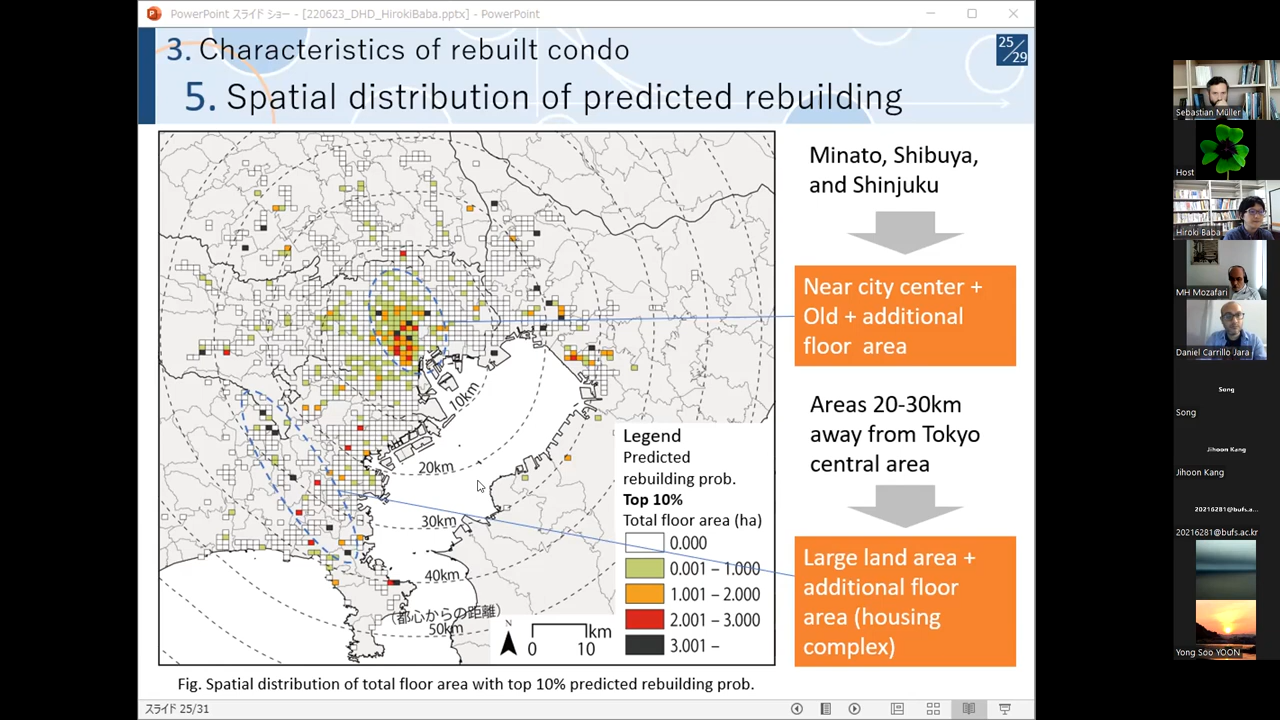 PowerPoint スライド ショー - [220623_DHD_HirokiBaba.pptx] - PowerPoint
3. Characteristics of rebuilt condo
25/29
5. Spatial distribution of predicted rebuilding
Minato, Shibuya,
and Shinjuku
Near city center +
Old + additional
floor area
Areas 20-30km
away from Tokyo
central area
Large land area +
additional floor
area (housing
complex)
10km
20km
30km
40km
(都心からの距離)
50km
N
km
0 10
Legend
Predicted
rebuilding prob.
Top 10%
Total floor area (ha)
0.000
0.001 – 1.000
1.001 – 2.000
2.001 – 3.000
3.001 –
Fig. Spatial distribution of total floor area with top 10% predicted rebuilding prob.
スライド 25/31
Sebastian Müller
Host
Hiroki Baba
MH Mozafari
Daniel Carrillo Jara
Song
Song
Jihoon Kang
Jihoon Kang
20216281@bufs.a...
20216281@bufs.ac.kr
Yong Soo YOON